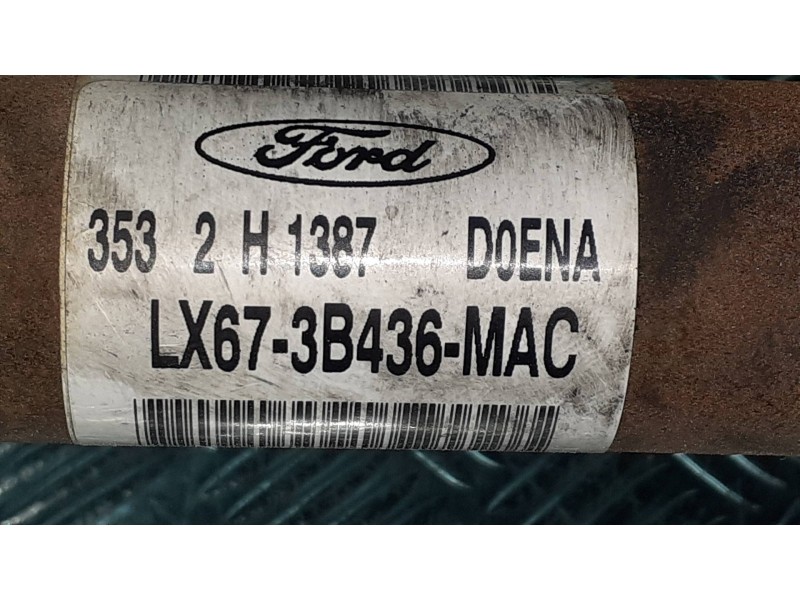 Ford
353 2 H 1387 D0ENA
LX67-3B436-MAC